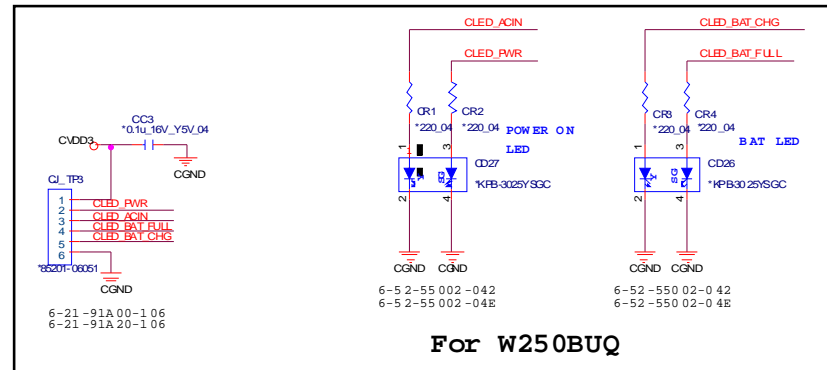 CLED_ACIN
CLED_PWR
CLED_BAT_CHG
CLED_BAT_FULL
CC3
*0.1u_16V_Y5V_04
CVDD3
CGND
CJ_TP3
1
2
3
4
5
6
CLED_PWR
CLED_ACIN
CLED_BAT_FULL
CLED_BAT_CHG
*85201-06051
CGND
6-21-91A00-106
6-21-91A20-106
CR1
CR2
*220_04
*220_04
POWER ON
LED
1
3
CD27
Y
SG
*KPB-3025YSGC
2
4
CGND
CGND
6-52-55002-042
6-52-55002-04E
CR3
CR4
*220_04
*220_04
BAT LED
1
3
CD26
Y
SG
*KPB-3025YSGC
2
4
CGND
CGND
6-52-55002-042
6-52-55002-04E
For W250BUQ